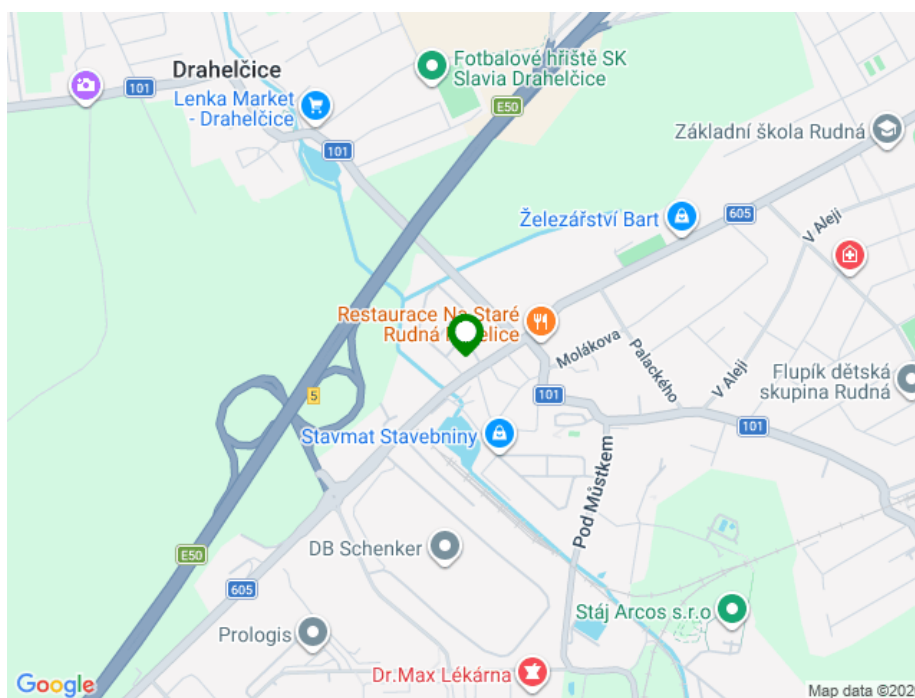 Fotbalové hřiště SK
Slavia Drahelčice
Drahelčice
101
Lenka Market
- Drahelčice
E50
101
Základní škola Rudná
605
Železářství Bart
V Aleji
Restaurace Na Staré
Rudná
Molákova
Palackého
Flupík dětská
skupina Rudná
V Aleji
5
101
101
Stavmat Stavebniny
Pod Můstkem
DB Schenker
E50
605
Stáj Arcos s.r.o
Prologis
Dr.Max Lékárna
Google
Map data ©202